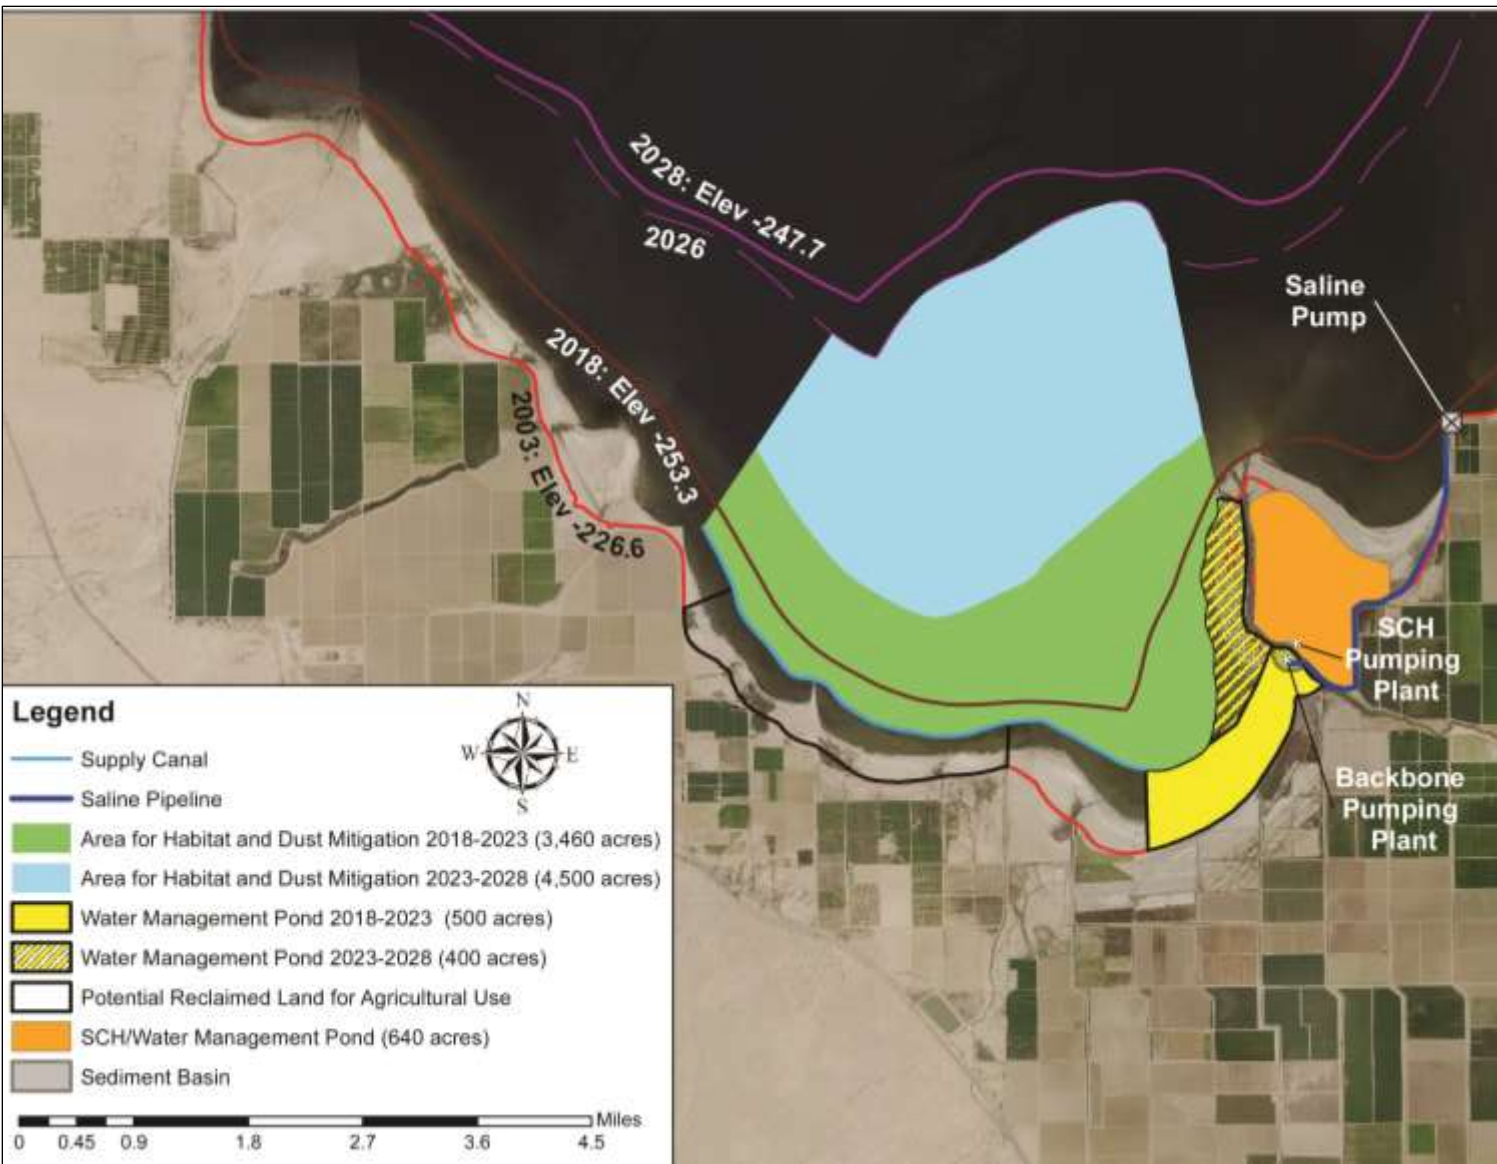 2028: Elev -247.7
2026
Saline
Pump
2018: Elev -253.3
2003: Elev -226.6
SCH
Pumping
Plant
Backbone
Pumping
Plant
Legend
N
W
E
S
Supply Canal
Saline Pipeline
Area for Habitat and Dust Mitigation 2018-2023 (3,460 acres)
Area for Habitat and Dust Mitigation 2023-2028 (4,500 acres)
Water Management Pond 2018-2023 (500 acres)
Water Management Pond 2023-2028 (400 acres)
Potential Reclaimed Land for Agricultural Use
SCH/Water Management Pond (640 acres)
Sediment Basin
Miles
0 0.45 0.9 1.8 2.7 3.6 4.5